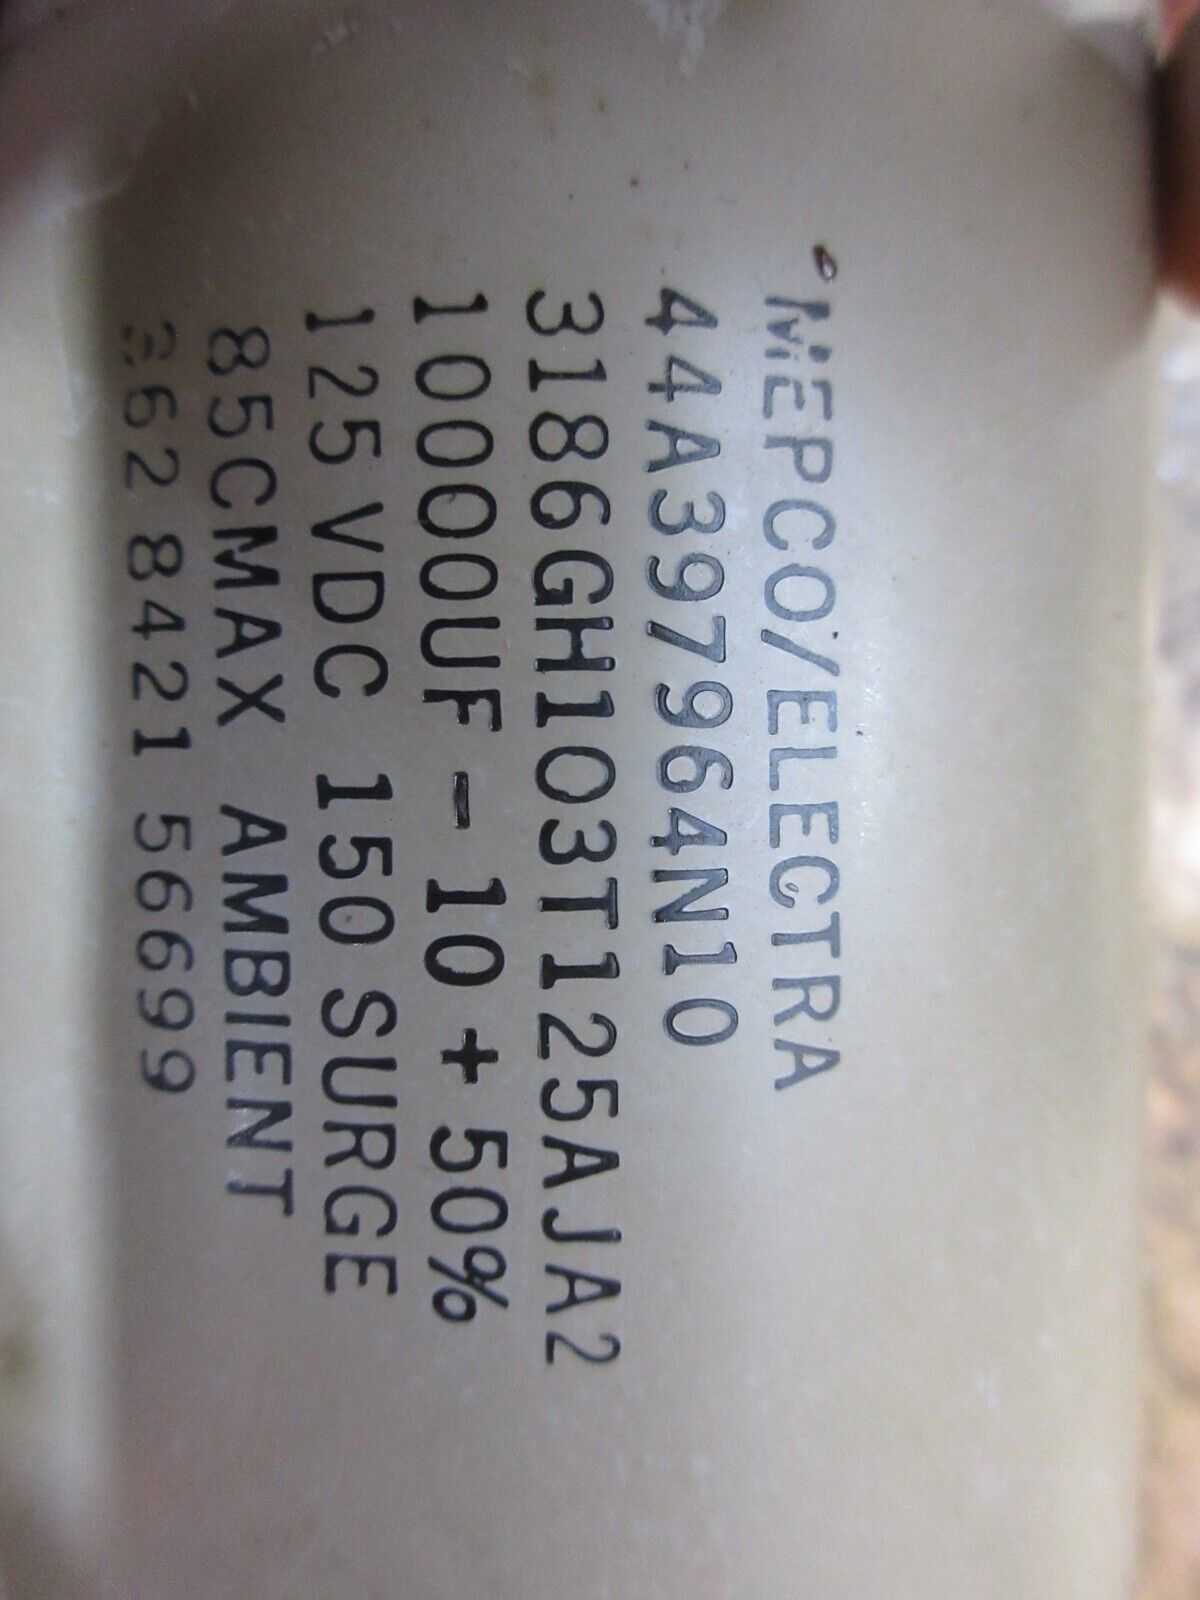 MEPCO/ELECTRA
44A397964N10
3186GH103T125AJA2
10000UF - 10 + 50%
125 VDC 150 SURGE
85CMAX AMBIENT
362 8421 56699